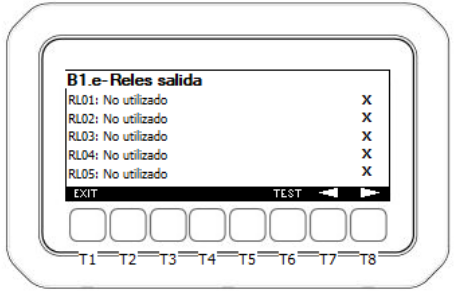 B1.e-Reles salida
RL01: No utilizado X
RL02: No utilizado X
RL03: No utilizado X
RL04: No utilizado X
RL05: No utilizado X
EXIT TEST
T1 T2 T3 T4 T5 T6 T7 T8